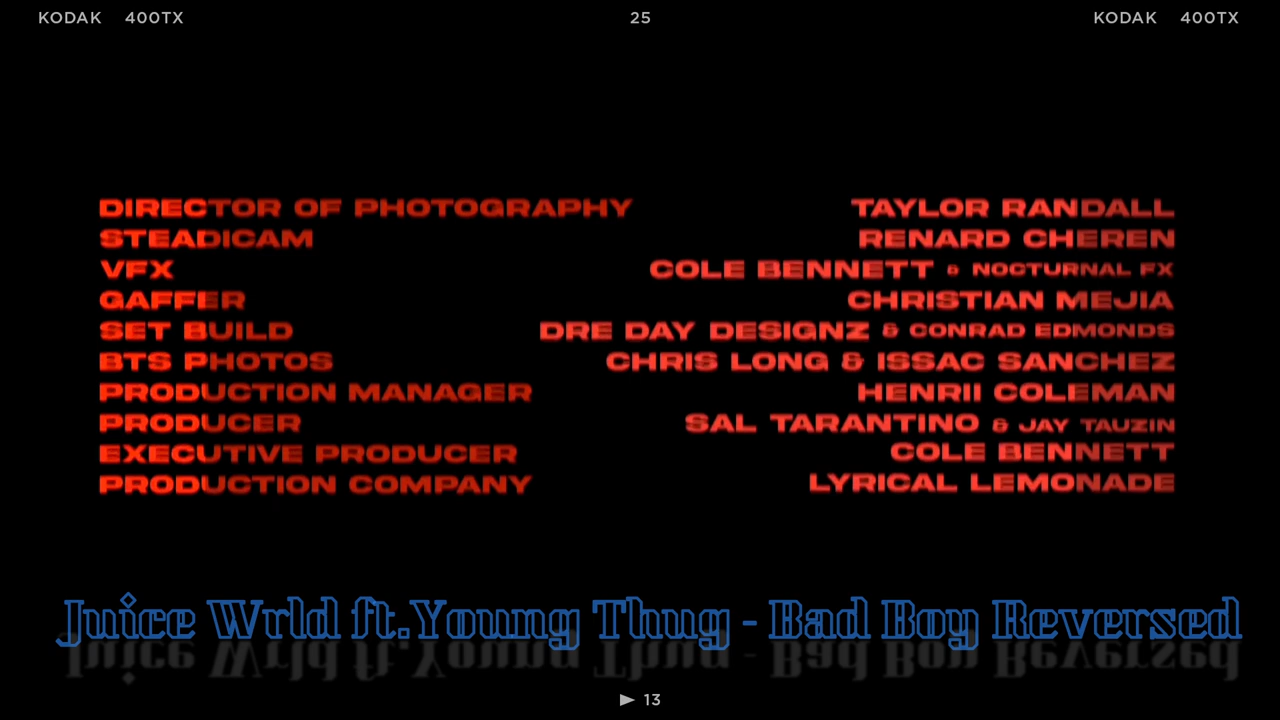 KODAK 400TX 25 KODAK 400TX
DIRECTOR OF PHOTOGRAPHY TAYLOR RANDALL
STEADICAM RENARD CHEREN
VFX COLE BENNETT & NOCTURNAL FX
GAFFER CHRISTIAN MEJIA
SET BUILD DRE DAY DESIGNZ & CONRAD EDMONDS
BTS PHOTOS CHRIS LONG & ISSAC SANCHEZ
PRODUCTION MANAGER HENRII COLEMAN
PRODUCER SAL TARANTINO & JAY TAUZIN
EXECUTIVE PRODUCER COLE BENNETT
PRODUCTION COMPANY LYRICAL LEMONADE
Juice Wrld ft.Young Thug - Bad Boy Reversed
▶ 13